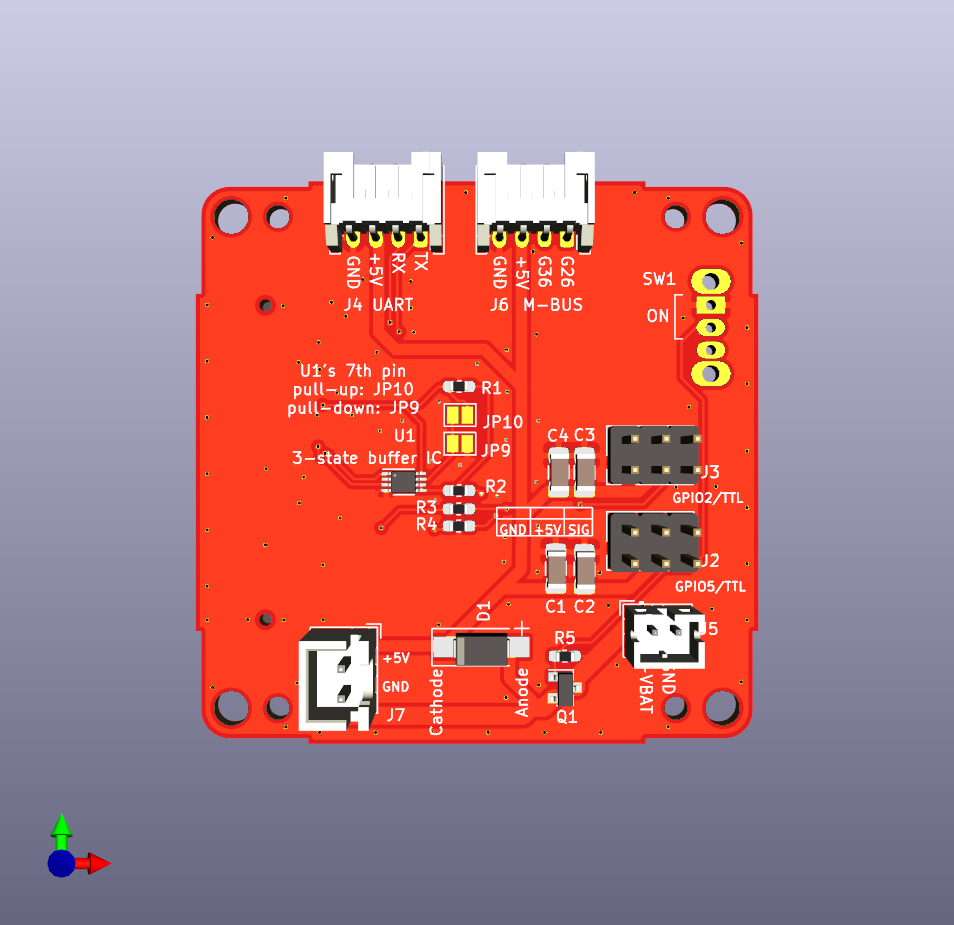 GND +5V RX TX
GND +5V G36 G26
J4 UART
J6 M-BUS
SW1
ON
U1's 7th pin
pull-up: JP10
pull-down: JP9
R1
JP10
U1
JP9
3-state buffer IC
C4 C3
J3
GPIO2/TTL
R2
R3
R4
GND +5V SIG
J2
GPIO5/TTL
C1 C2
D1
+
J5
R5
+5V
GND
J7
Cathode
Anode
Q1
VBAT
GND